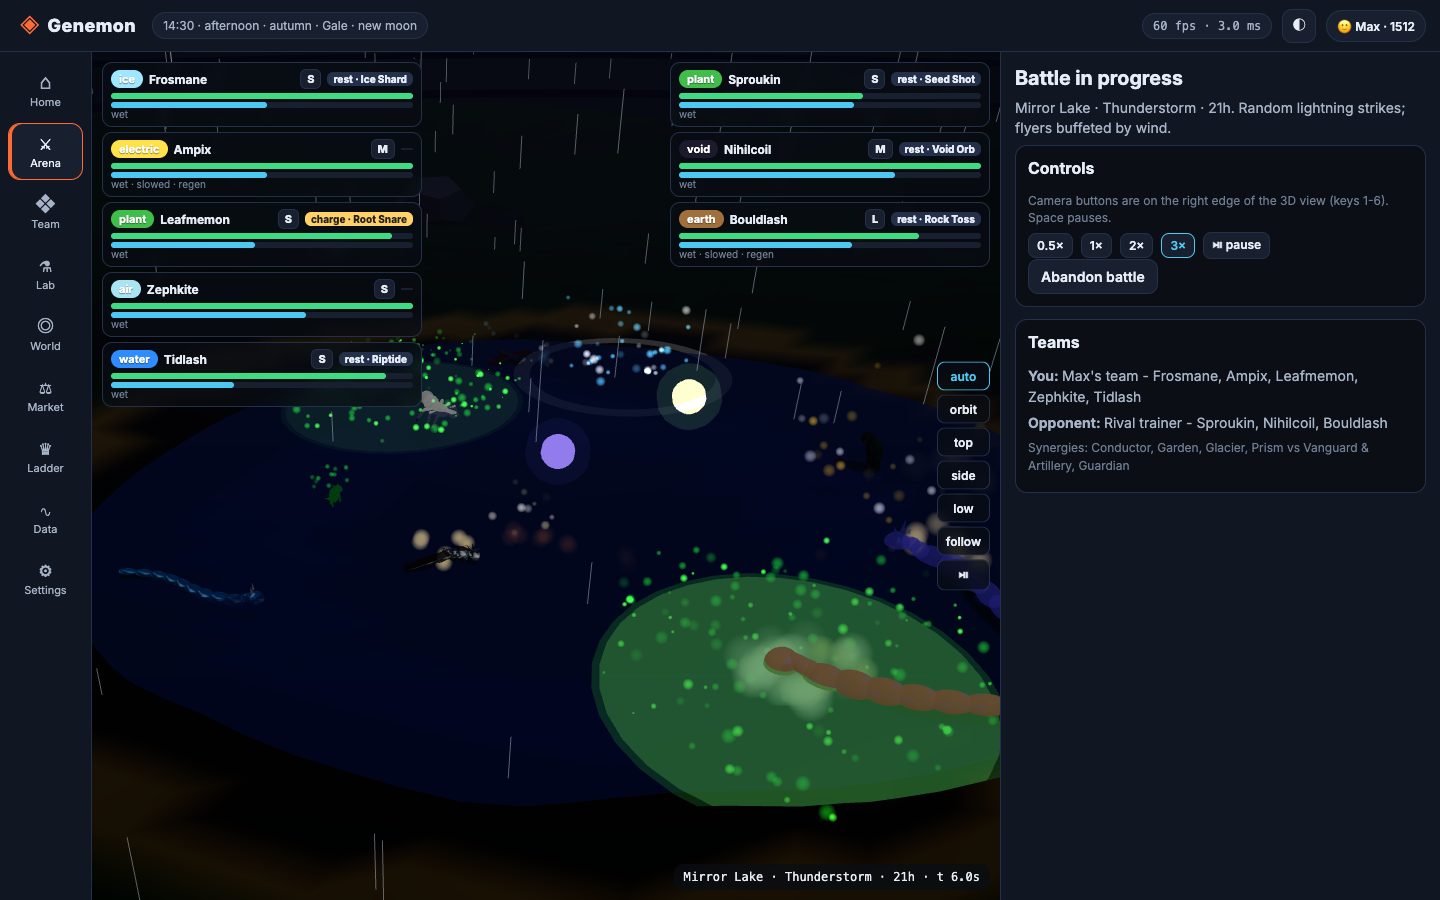 Genemon
14:30 · afternoon · autumn · Gale · new moon
60 fps · 3.0 ms
Max · 1512
Home
Arena
Team
Lab
World
Market
Ladder
Data
Settings
ice Frosmane S rest · Ice Shard
wet
electric Ampix M —
wet · slowed · regen
plant Leafmemon S charge · Root Snare
wet
air Zephkite S —
wet
water Tidlash S rest · Riptide
wet
plant Sproukin S rest · Seed Shot
wet
void Nihilcoil M rest · Void Orb
wet
earth Bouldlash L rest · Rock Toss
wet · slowed · regen
auto
orbit
top
side
low
follow
Mirror Lake · Thunderstorm · 21h · t 6.0s
Battle in progress
Mirror Lake · Thunderstorm · 21h. Random lightning strikes;
flyers buffeted by wind.
Controls
Camera buttons are on the right edge of the 3D view (keys 1-6).
Space pauses.
0.5× 1× 2× 3× pause
Abandon battle
Teams
You: Max's team - Frosmane, Ampix, Leafmemon,
Zephkite, Tidlash
Opponent: Rival trainer - Sproukin, Nihilcoil, Bouldlash
Synergies: Conductor, Garden, Glacier, Prism vs Vanguard &
Artillery, Guardian